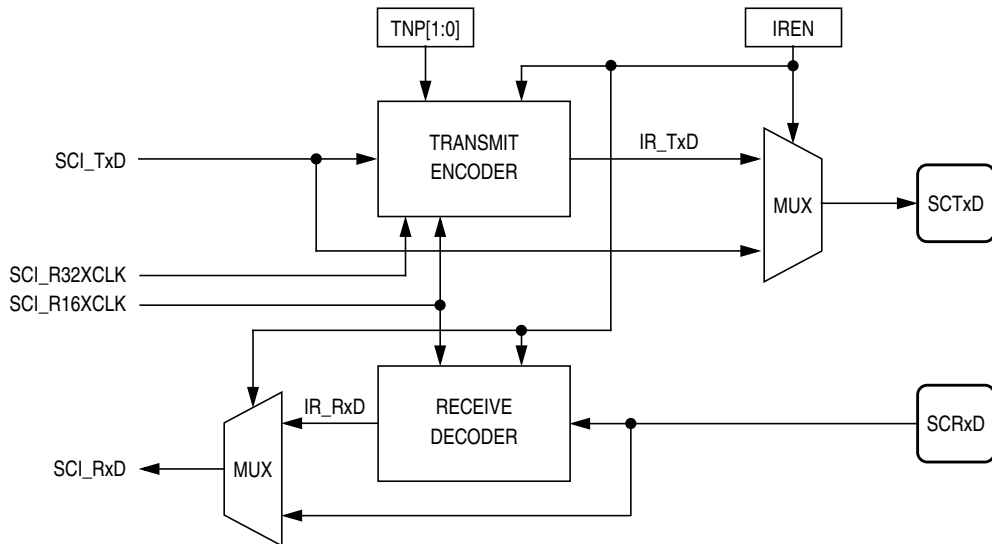 TNP[1:0]
IREN
SCI_TxD
TRANSMIT
ENCODER
IR_TxD
MUX
SCTxD
SCI_R32XCLK
SCI_R16XCLK
IR_RxD
RECEIVE
DECODER
SCRxD
SCI_RxD
MUX